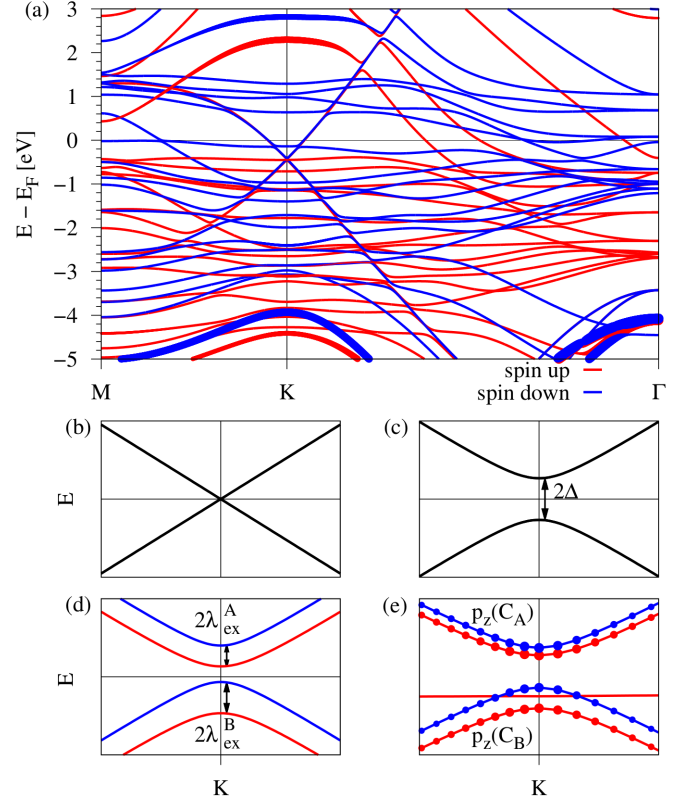 (a)
3
2
1
0
−1
−2
−3
−4
−5
E − E_F [eV]
M K Γ
spin up
spin down
(b)
E
(c)
2Δ
(d)
E
2λ_ex^A
2λ_ex^B
K
(e)
p_z(C_A)
p_z(C_B)
K